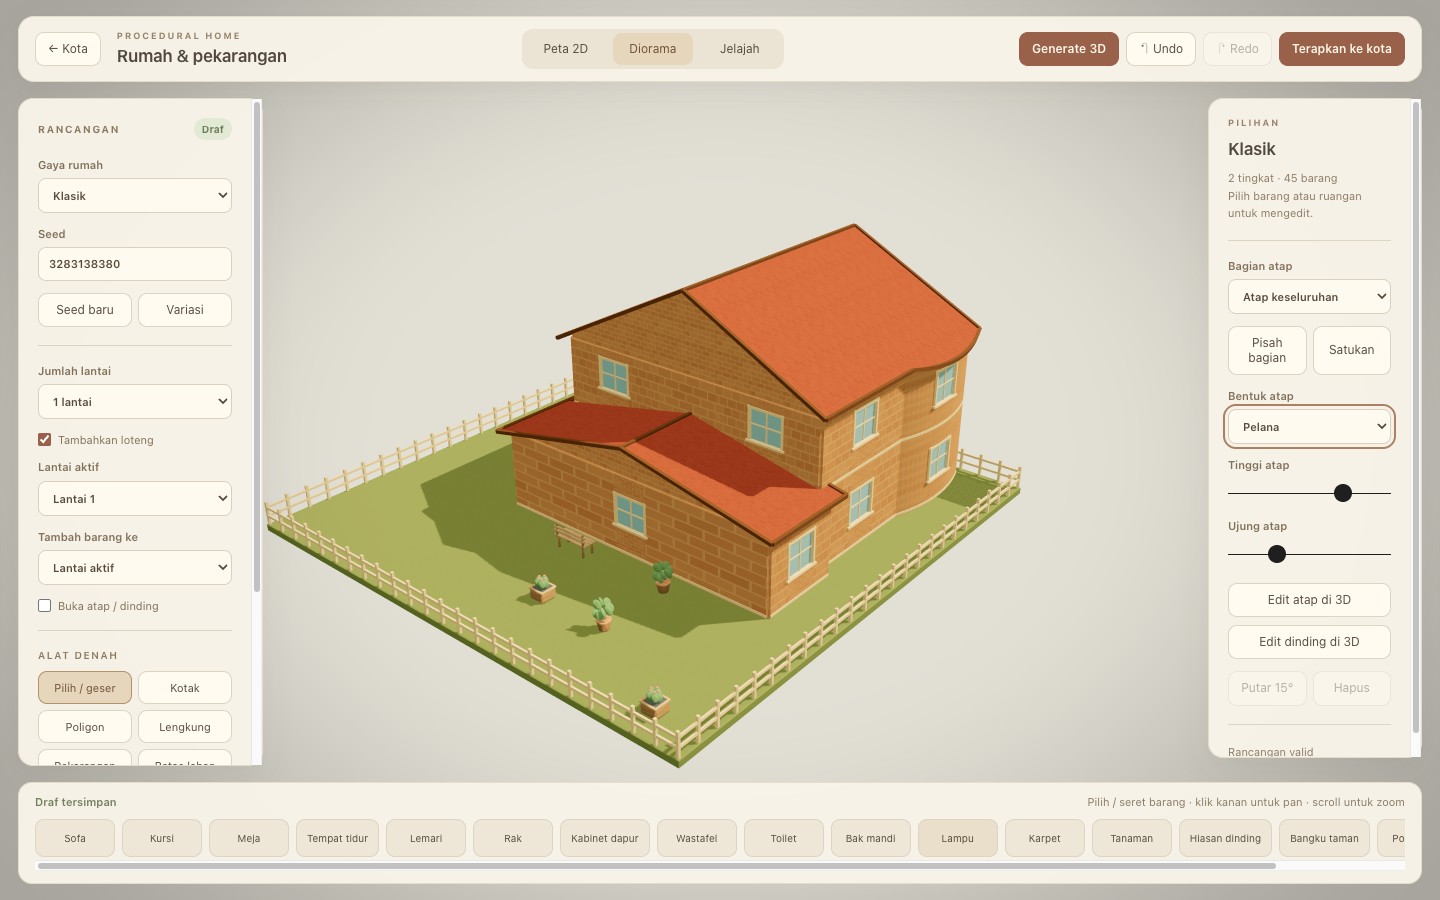 ← Kota
PROCEDURAL HOME
Rumah & pekarangan
Peta 2D
Diorama
Jelajah
Generate 3D
Undo
Redo
Terapkan ke kota
RANCANGAN
Draf
Gaya rumah
Klasik
Seed
3283138380
Seed baru
Variasi
Jumlah lantai
1 lantai
Tambahkan loteng
Lantai aktif
Lantai 1
Tambah barang ke
Lantai aktif
Buka atap / dinding
ALAT DENAH
Pilih / geser
Kotak
Poligon
Lengkung
Pekarangan
Batas lahan
PILIHAN
Klasik
2 tingkat · 45 barang
Pilih barang atau ruangan
untuk mengedit.
Bagian atap
Atap keseluruhan
Pisah
bagian
Satukan
Bentuk atap
Pelana
Tinggi atap
Ujung atap
Edit atap di 3D
Edit dinding di 3D
Putar 15°
Hapus
Rancangan valid
Draf tersimpan
Pilih / seret barang · klik kanan untuk pan · scroll untuk zoom
Sofa
Kursi
Meja
Tempat tidur
Lemari
Rak
Kabinet dapur
Wastafel
Toilet
Bak mandi
Lampu
Karpet
Tanaman
Hiasan dinding
Bangku taman
Po